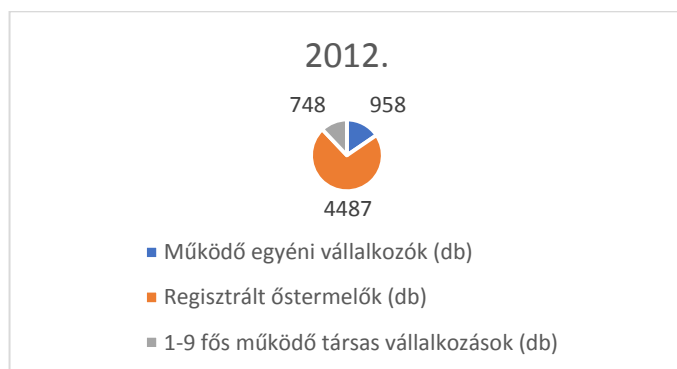 2012.
748 958
4487
Működő egyéni vállalkozók (db)
Regisztrált őstermelők (db)
1-9 fős működő társas vállalkozások (db)